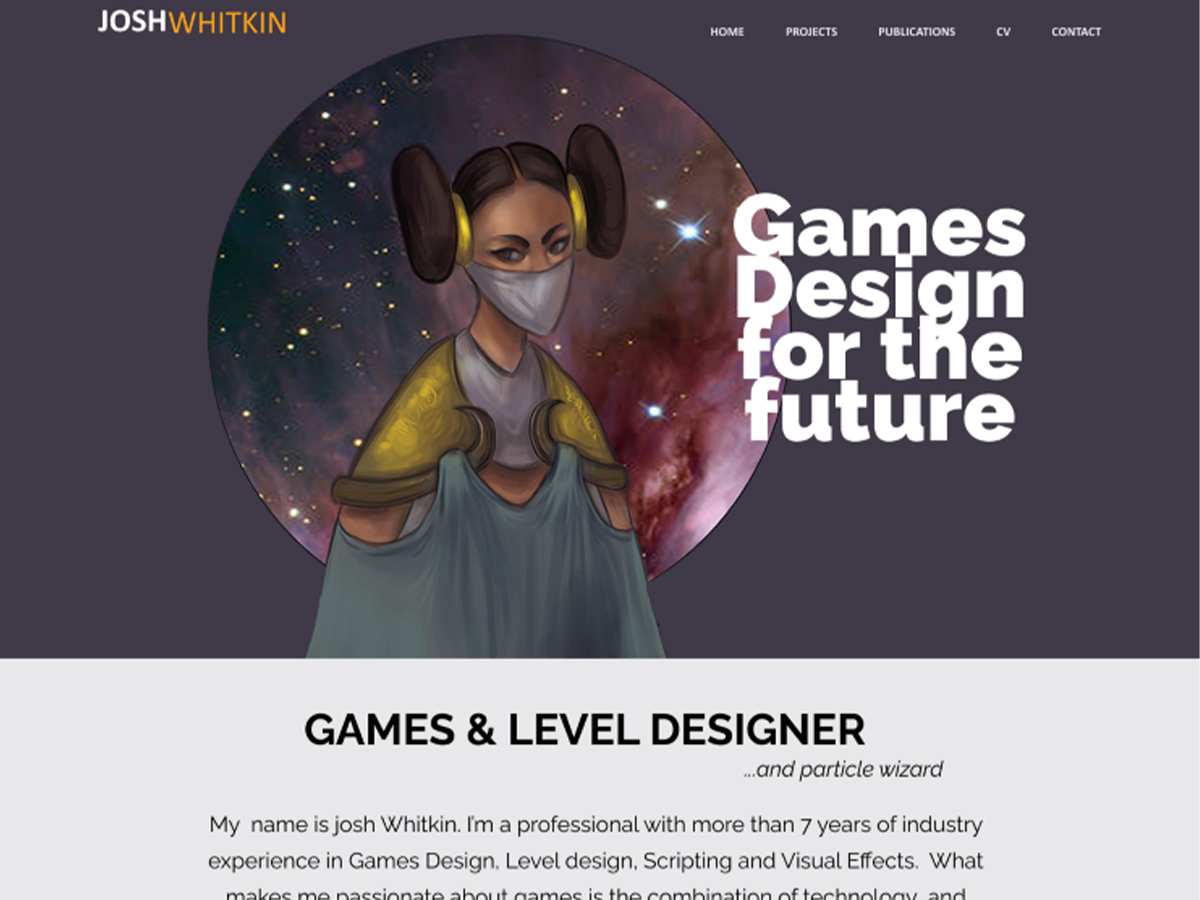 JOSHWHITKIN
HOME PROJECTS PUBLICATIONS CV CONTACT
Games
Design
for the
future
GAMES & LEVEL DESIGNER
...and particle wizard
My name is josh Whitkin. I'm a professional with more than 7 years of industry
experience in Games Design, Level design, Scripting and Visual Effects. What
makes me passionate about games is the combination of technology and